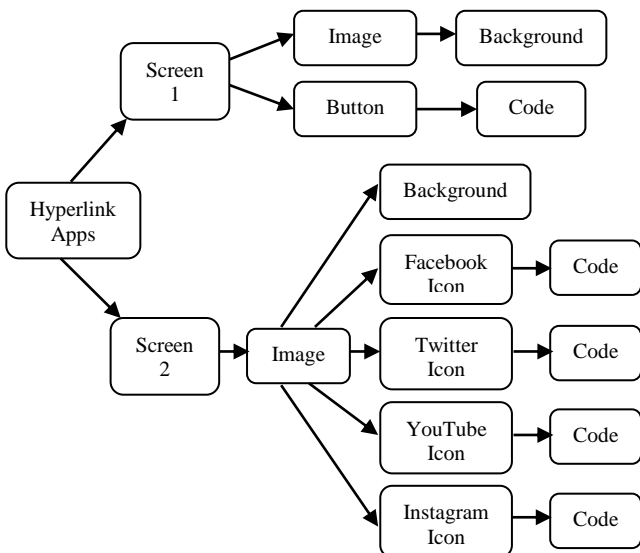 Image
Background
Screen
1
Button
Code
Hyperlink
Apps
Background
Facebook
Icon
Code
Screen
2
Image
Twitter
Icon
Code
YouTube
Icon
Code
Instagram
Icon
Code